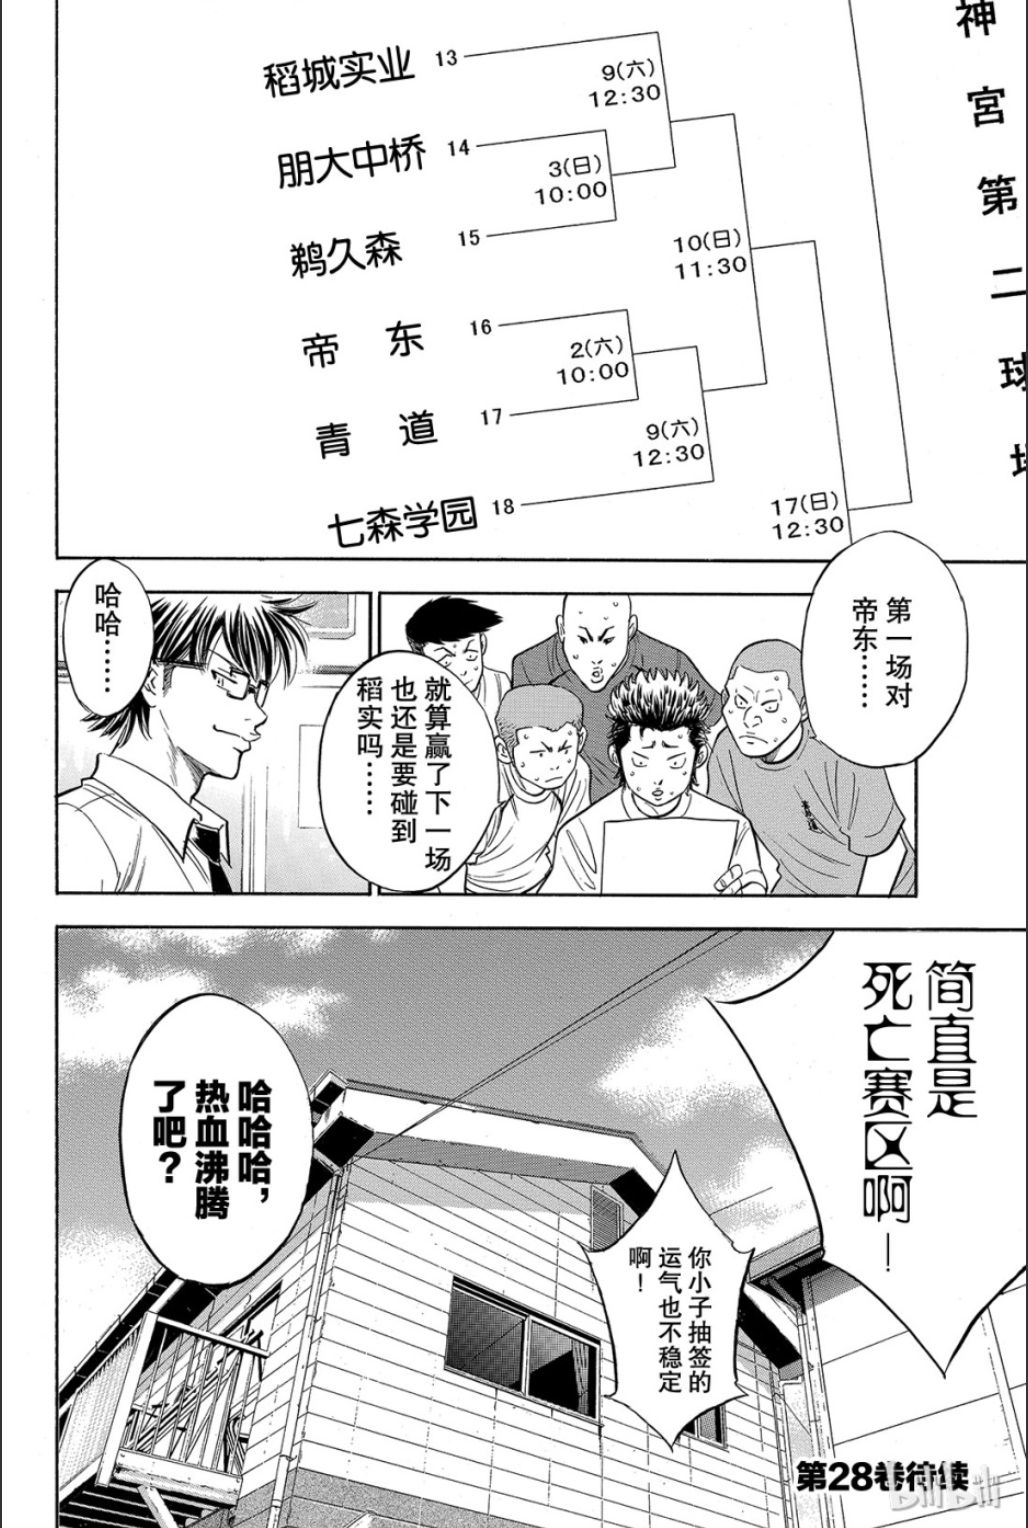 神宮第二球场
稻城实业 13
9(六)
12:30
朋大中桥 14
3(日)
10:00
鹈久森 15
10(日)
11:30
帝东 16
2(六)
10:00
青道 17
9(六)
12:30
七森学园 18
17(日)
12:30
第一场对
帝东……
就算赢了下一场
也还是要碰到
稻实吗……
哈哈……
青道
简直是
死亡赛区啊！
你小子抽签的
运气也不稳定
啊！
哈哈哈，
热血沸腾
了吧？
第28卷待续
BiliBili